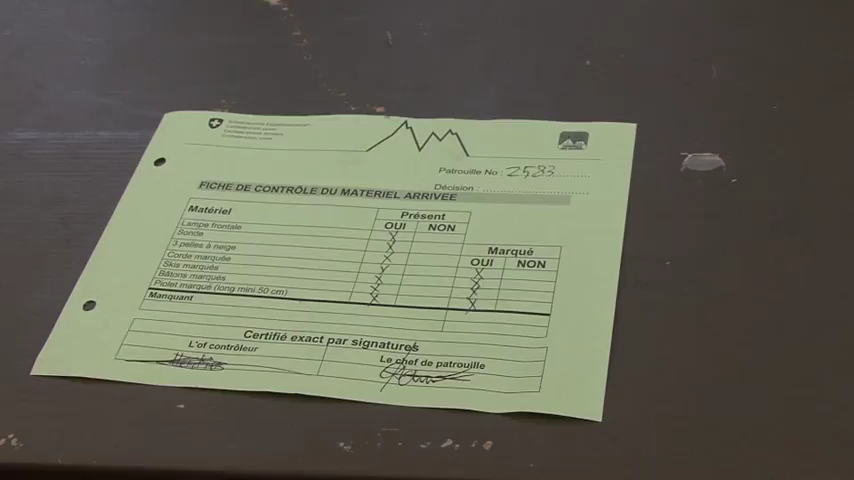 Patrouille No : 2583
Décision :
FICHE DE CONTRÔLE DU MATERIEL ARRIVEE
Matériel
Présent
OUI NON
Lampe frontale X
Sonde X
3 pelles à neige X
Marqué
OUI NON
Corde marquée X X
Skis marqués X X
Bâtons marqués X X
Piolet marqué (long mini.50 cm) X X
Manquant
Certifié exact par signatures
L'of contrôleur
Le chef de patrouille